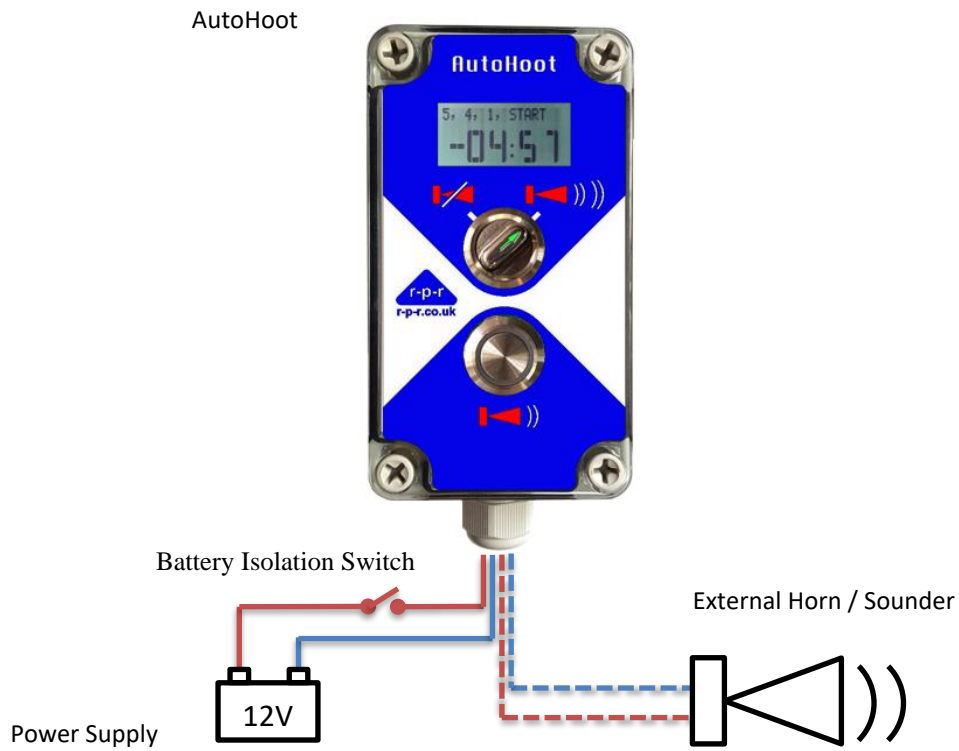 AutoHoot
AutoHoot
5, 4, 1, START
-04:57
r-p-r
r-p-r.co.uk
Battery Isolation Switch
External Horn / Sounder
12V
Power Supply